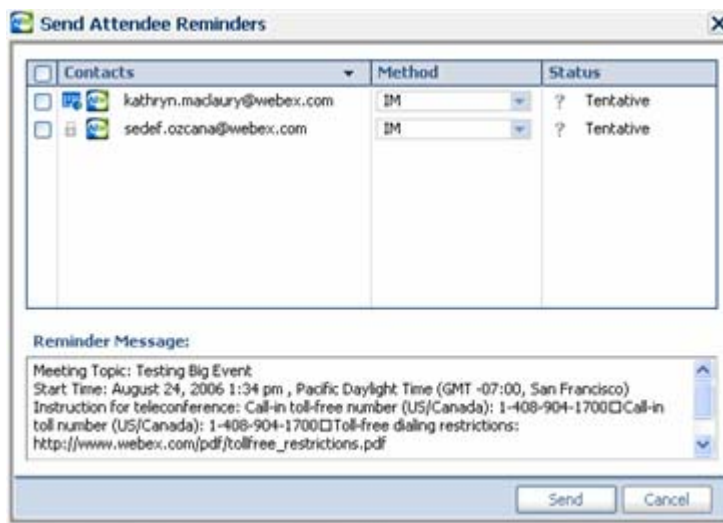 Send Attendee Reminders
Contacts Method Status
kathryn.maclaury@webex.com IM ? Tentative
sedef.ozcana@webex.com IM ? Tentative
Reminder Message:
Meeting Topic: Testing Big Event
Start Time: August 24, 2006 1:34 pm , Pacific Daylight Time (GMT -07:00, San Francisco)
Instruction for teleconference: Call-in toll-free number (US/Canada): 1-408-904-1700□Call-in
toll number (US/Canada): 1-408-904-1700□Toll-free dialing restrictions:
http://www.webex.com/pdf/tollfree_restrictions.pdf
Send Cancel